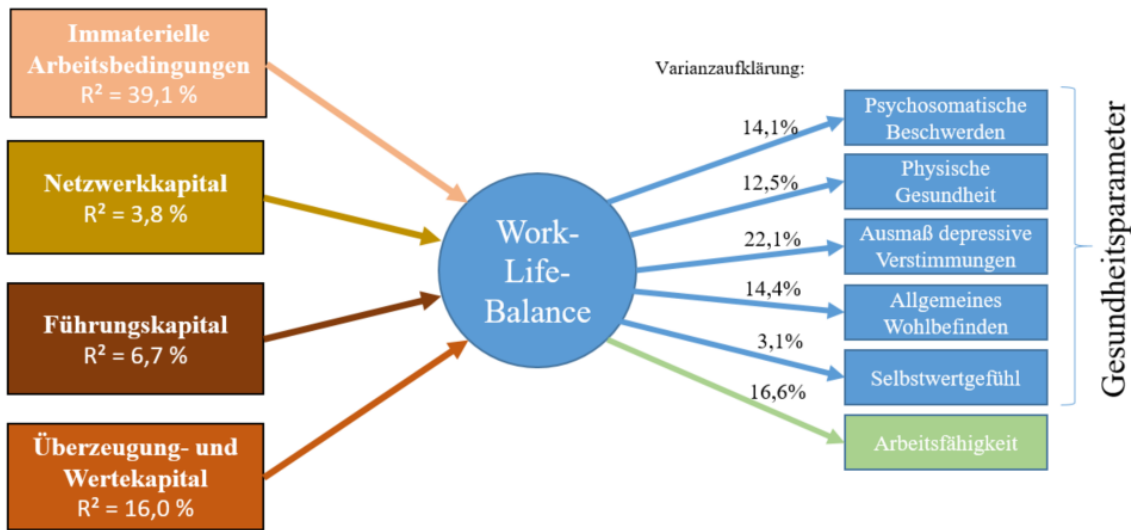 Immaterielle
Arbeitsbedingungen
R² = 39,1 %
Netzwerkkapital
R² = 3,8 %
Führungskapital
R² = 6,7 %
Überzeugung- und
Wertekapital
R² = 16,0 %
Work-
Life-
Balance
Varianzaufklärung:
14,1%
12,5%
22,1%
14,4%
3,1%
16,6%
Psychosomatische
Beschwerden
Physische
Gesundheit
Ausmaß depressive
Verstimmungen
Allgemeines
Wohlbefinden
Selbstwertgefühl
Arbeitsfähigkeit
Gesundheitsparameter